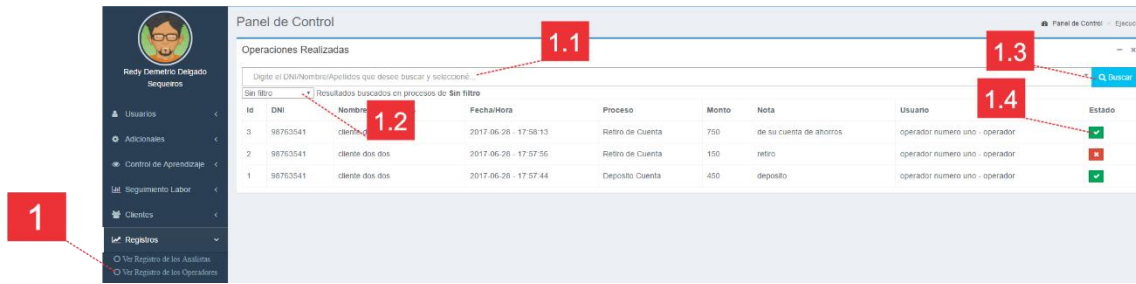 Panel de Control
Panel de Control - Ejecuc
Redy Demetrio Delgado
Sequeiros
Usuarios
Adicionales
Control de Aprendizaje
Seguimiento Labor
Clientes
Registros
Ver Registro de los Analistas
Ver Registro de los Operadores
1
Operaciones Realizadas
1.1
1.3
Digite el DNI/Nombre/Apelidos que desee buscar y seleccioné...
Buscar
Sin filtro
Resultados buscados en procesos de Sin filtro
1.2
1.4
Id DNI Nombre Fecha/Hora Proceso Monto Nota Usuario Estado
3 98763541 cliente d 2017-06-28 - 17:58:13 Retiro de Cuenta 750 de su cuenta de ahorros operador numero uno - operador
2 98763541 cliente dos dos 2017-06-28 - 17:57:56 Retiro de Cuenta 150 retiro operador numero uno - operador
1 98763541 cliente dos dos 2017-06-28 - 17:57:44 Deposito Cuenta 450 deposito operador numero uno - operador